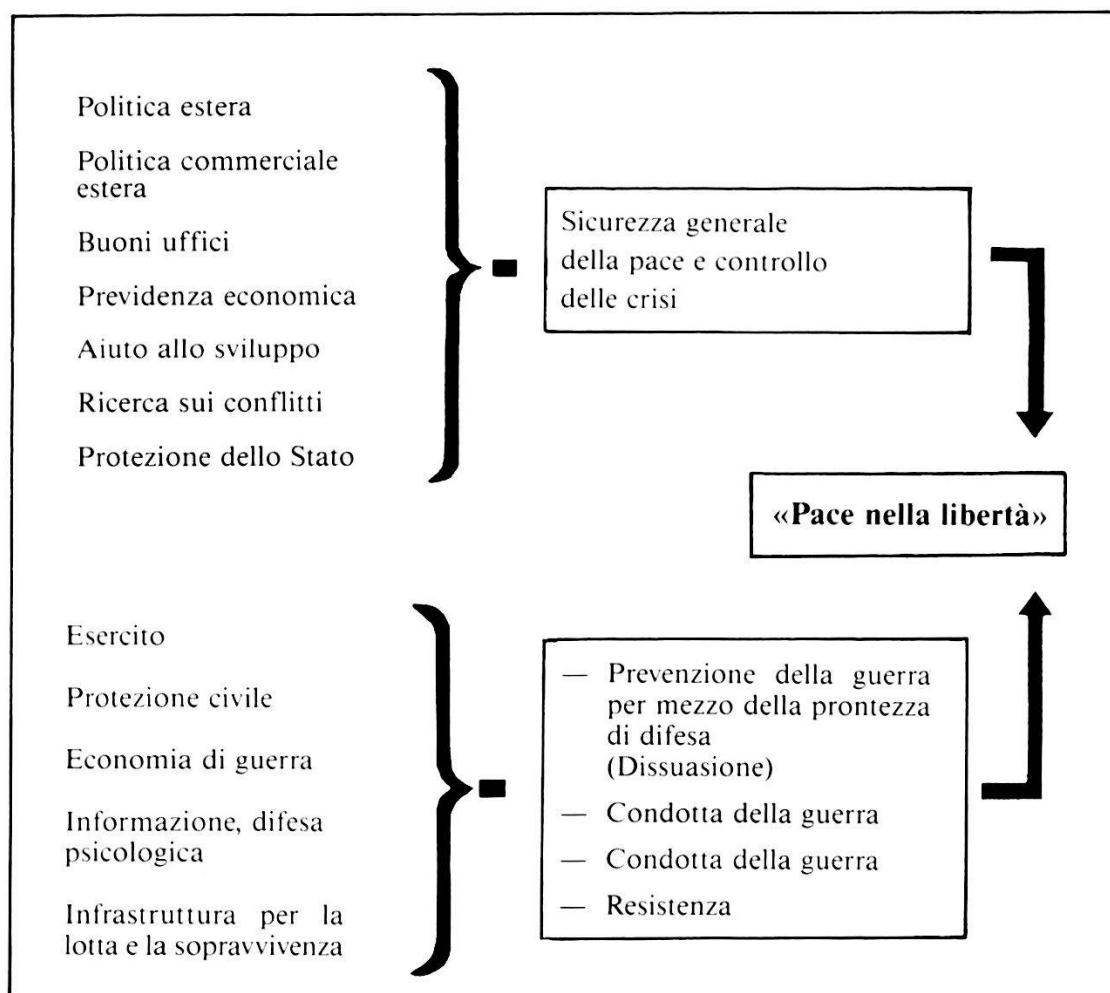 Politica estera
Politica commerciale
estera
Buoni uffici
Previdenza economica
Aiuto allo sviluppo
Ricerca sui conflitti
Protezione dello Stato
Sicurezza generale
della pace e controllo
delle crisi
«Pace nella libertà»
Esercito
Protezione civile
Economia di guerra
Informazione, difesa
psicologica
Infrastruttura per la
lotta e la sopravvivenza
— Prevenzione della guerra
per mezzo della prontezza
di difesa
(Dissuasione)
— Condotta della guerra
— Condotta della guerra
— Resistenza